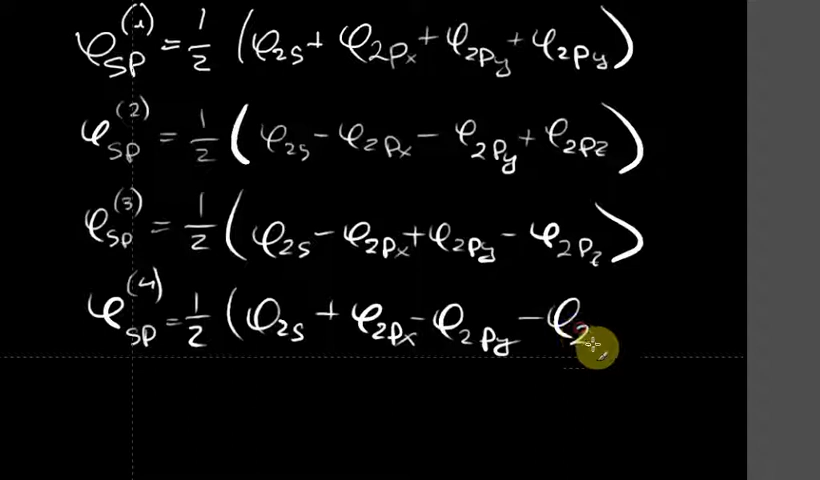 φ_sp^(1) = 1/2 (φ_2s + φ_2px + φ_2py + φ_2py)
φ_sp^(2) = 1/2 (φ_2s - φ_2px - φ_2py + φ_2pz)
φ_sp^(3) = 1/2 (φ_2s - φ_2px + φ_2py - φ_2pz)
φ_sp^(4) = 1/2 (φ_2s + φ_2px - φ_2py - φ_2